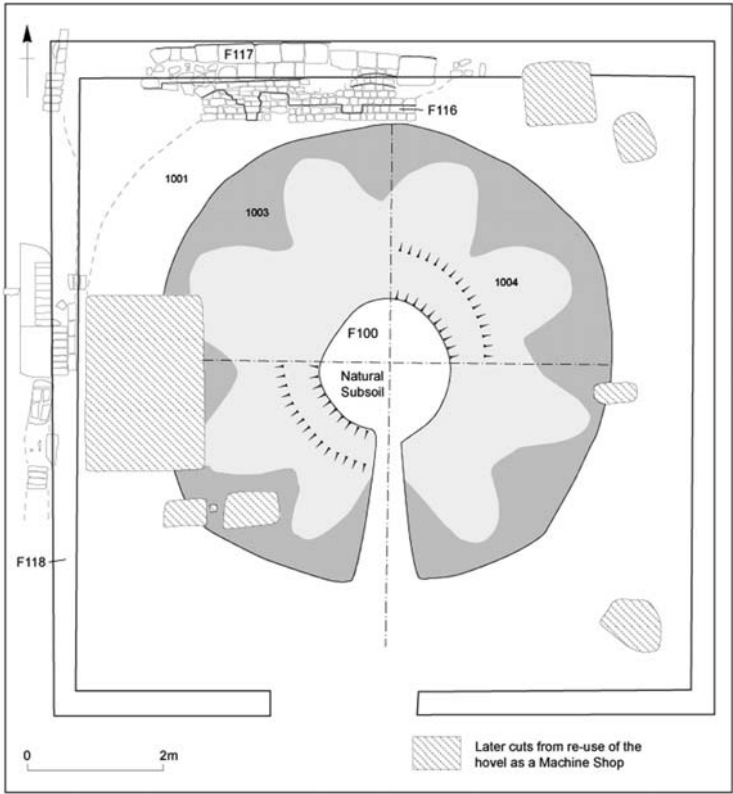 F117
F116
1001
1003
1004
F100
Natural
Subsoil
F118
0
2m
Later cuts from re-use of the
hovel as a Machine Shop